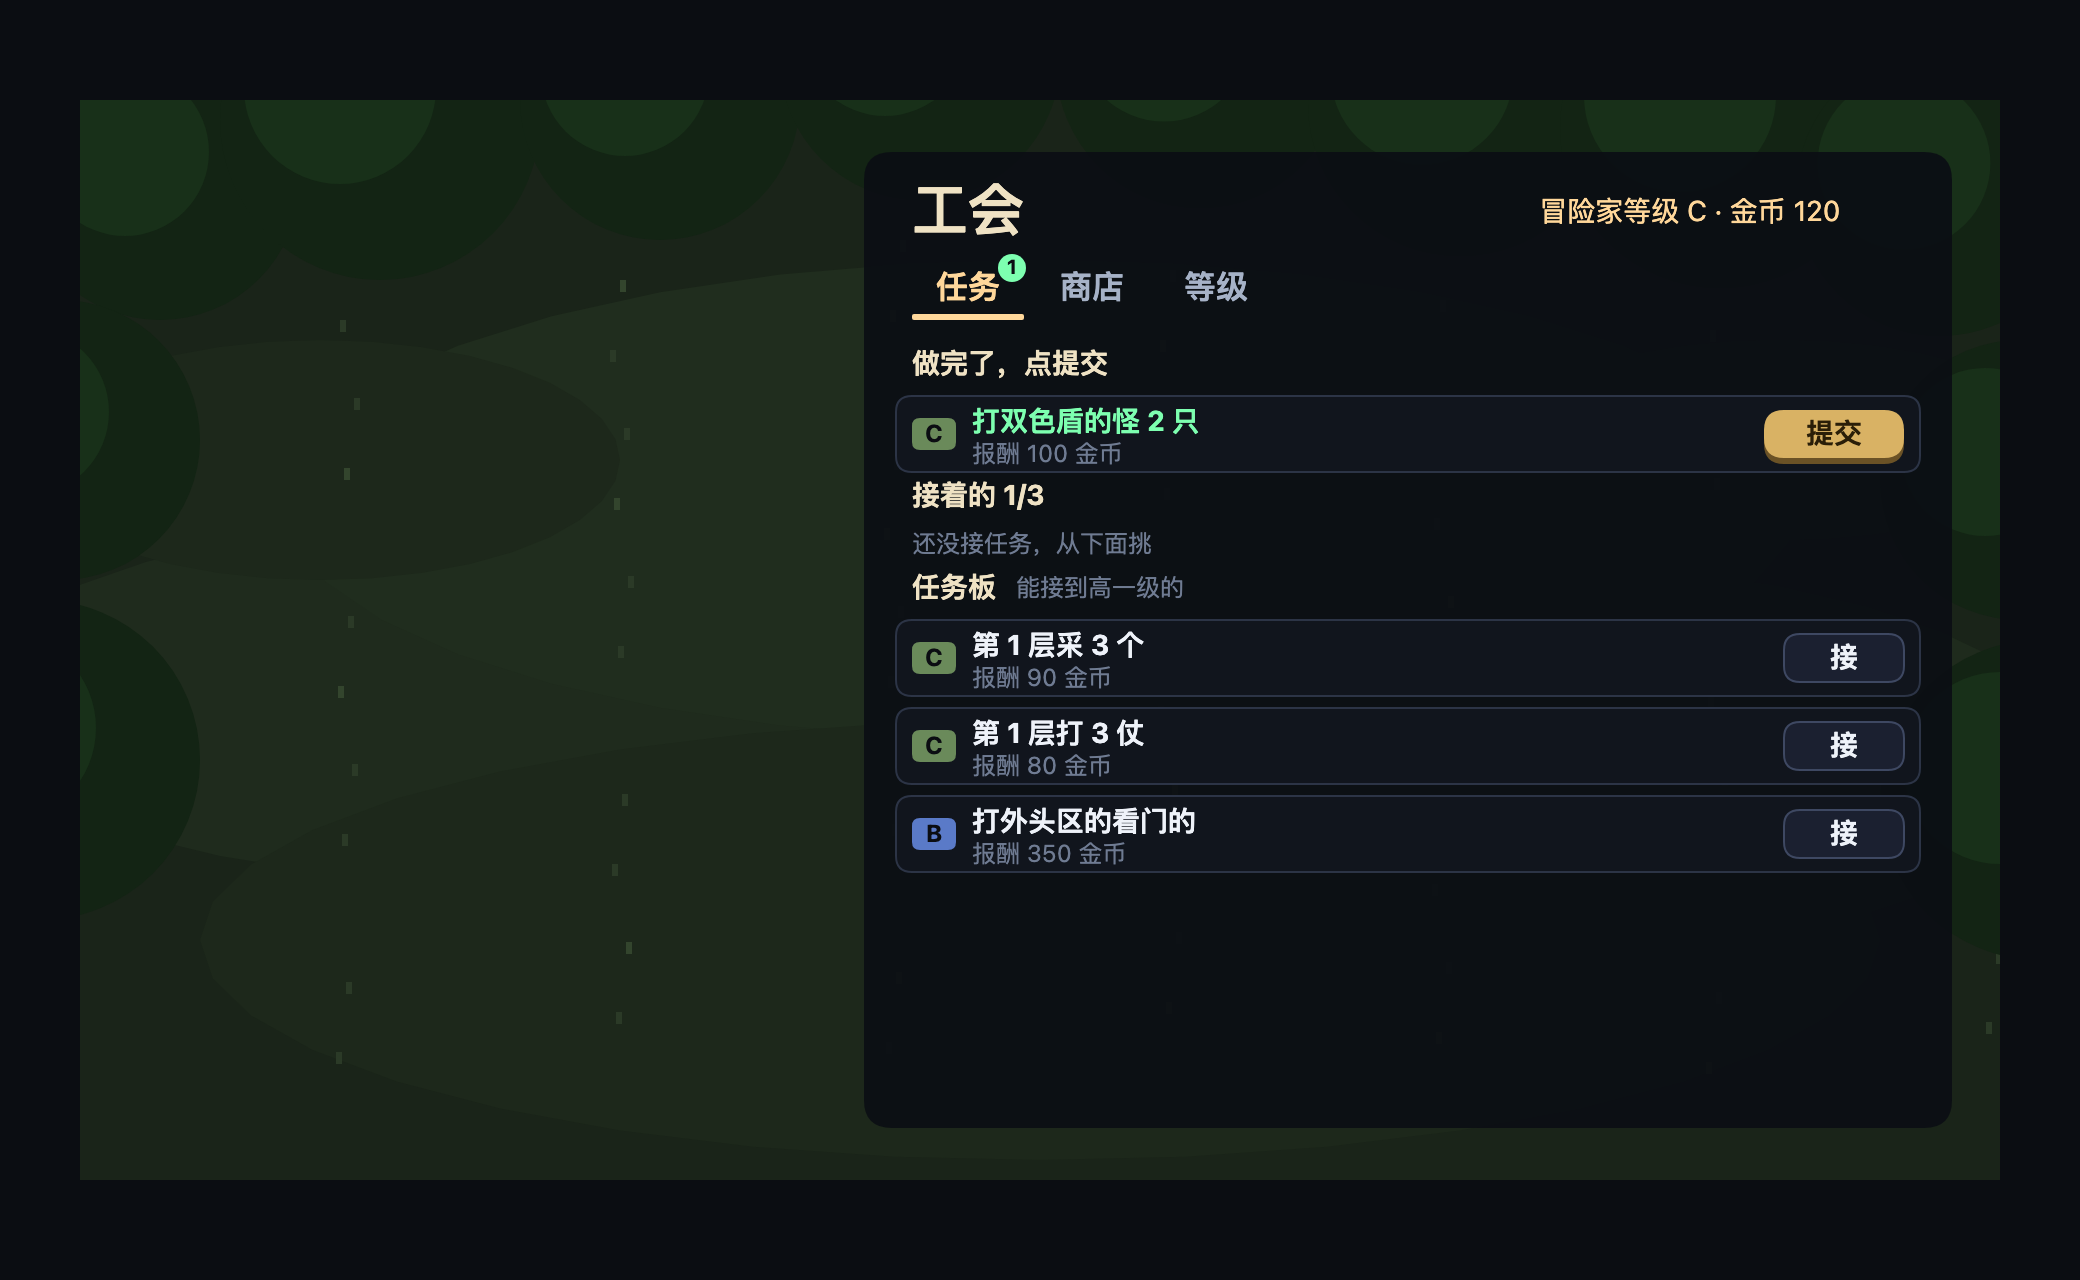 工会
冒险家等级 C · 金币 120
任务 1 商店 等级
做完了，点提交
C 打双色盾的怪 2 只
报酬 100 金币
提交
接着的 1/3
还没接任务，从下面挑
任务板 能接到高一级的
C 第 1 层采 3 个
报酬 90 金币
接
C 第 1 层打 3 仗
报酬 80 金币
接
B 打外头区的看门的
报酬 350 金币
接